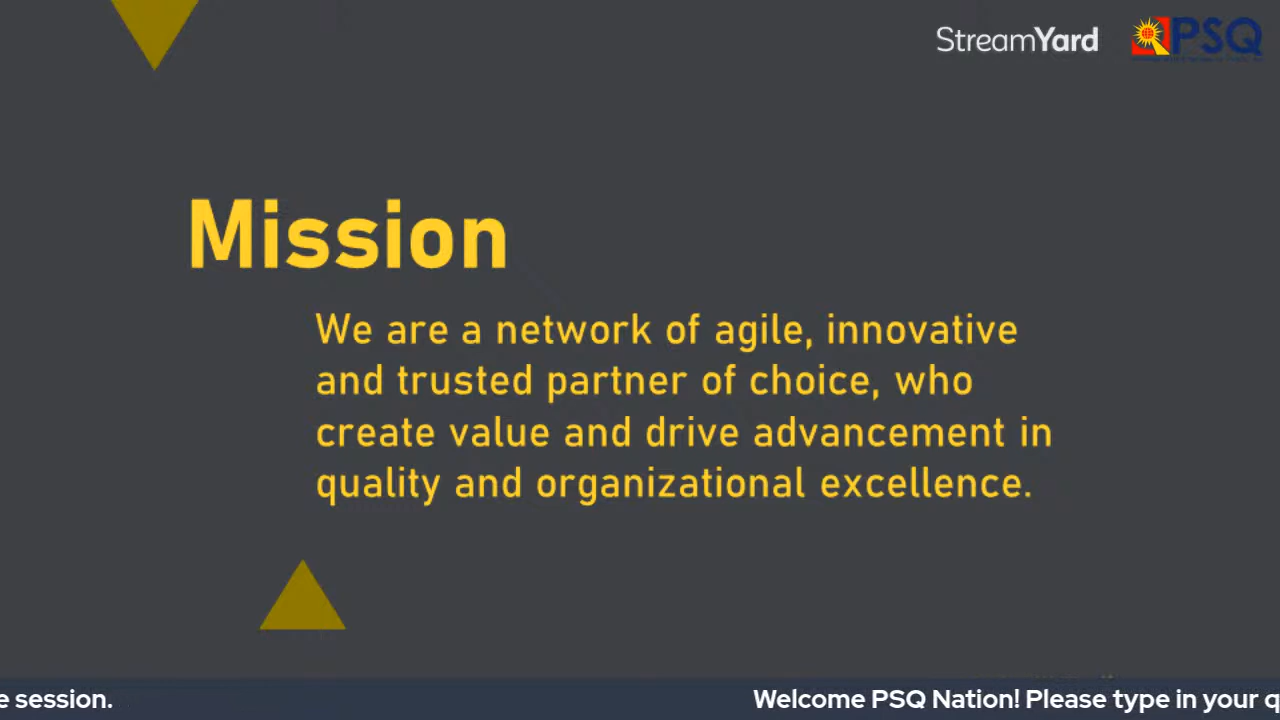 StreamYard
PSQ
Mission
We are a network of agile, innovative
and trusted partner of choice, who
create value and drive advancement in
quality and organizational excellence.
e session.
Welcome PSQ Nation! Please type in your q